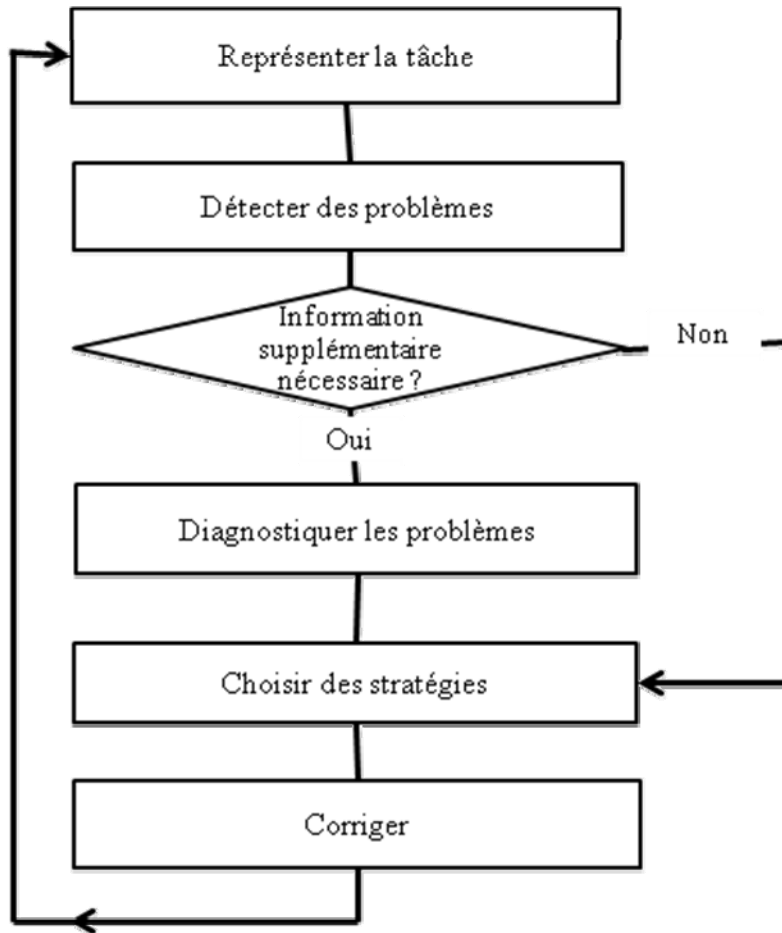 Représenter la tâche
Détecter des problèmes
Information
supplémentaire
nécessaire ?
Non
Oui
Diagnostiquer les problèmes
Choisir des stratégies
Corriger